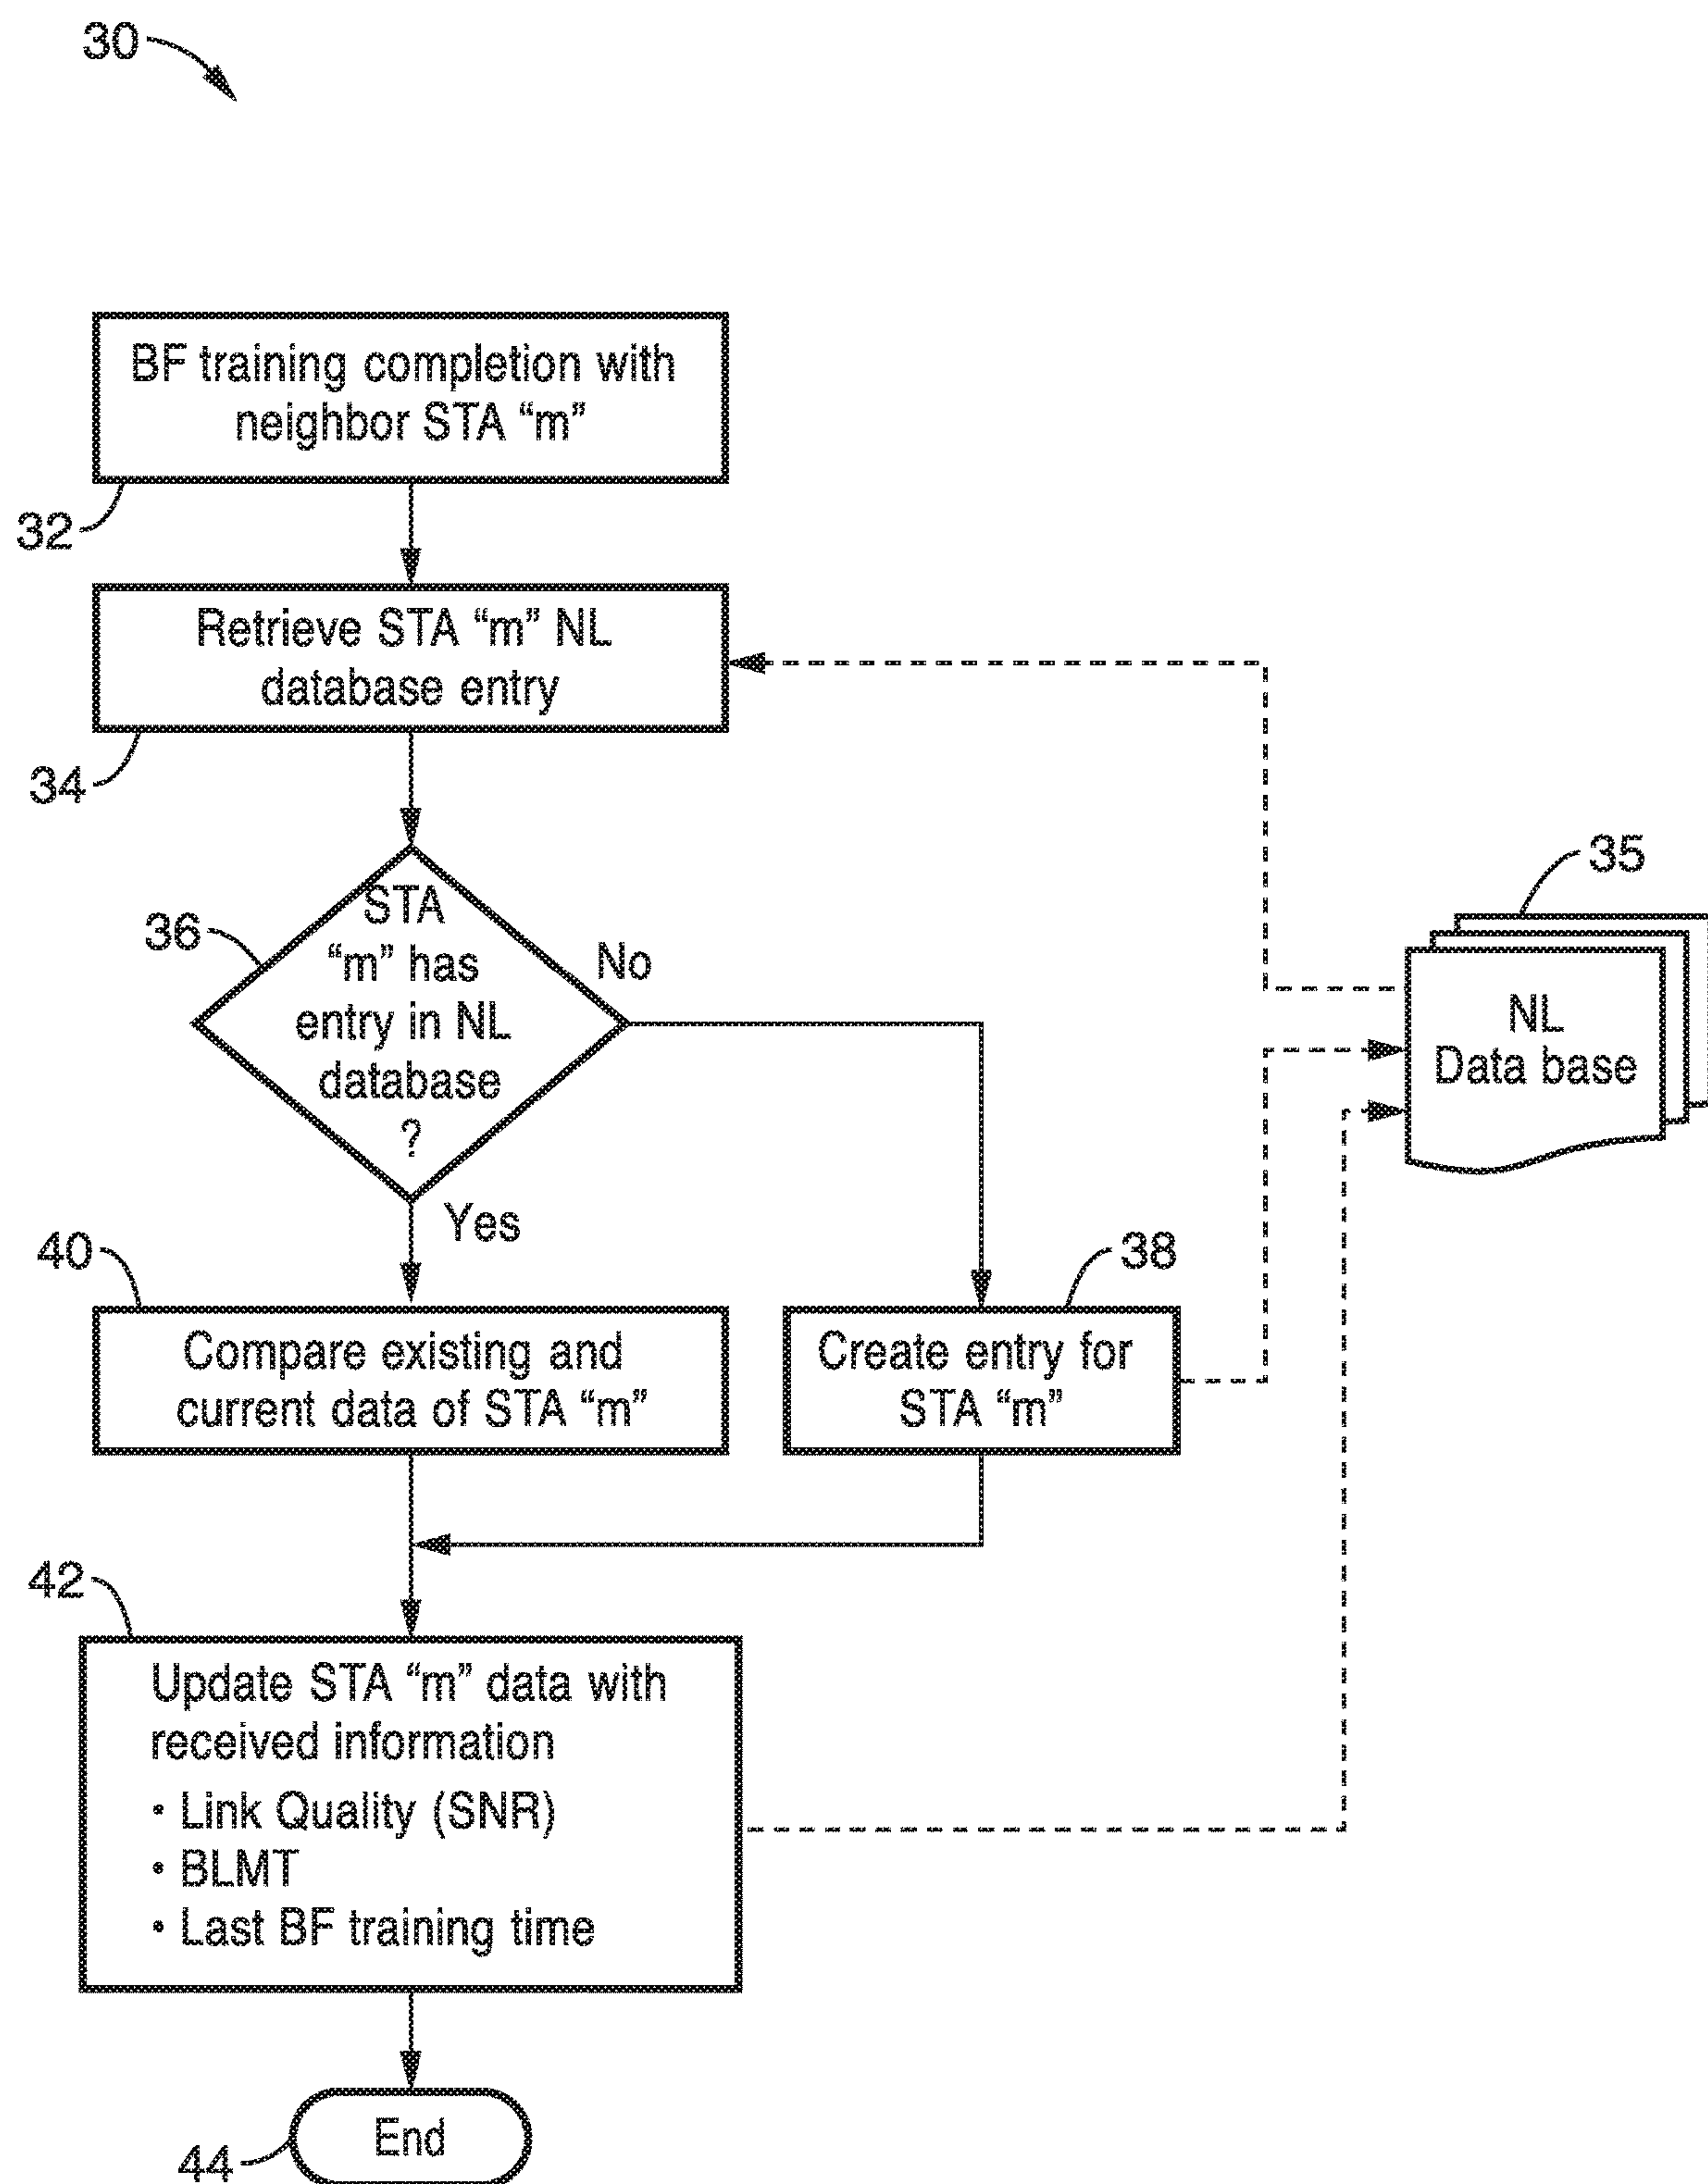 30
BF training completion with
neighbor STA “m”
32
Retrieve STA “m” NL
database entry
34
35
NL
Data base
36
STA
“m” has
entry in NL
database
?
No
Yes
40
Compare existing and
current data of STA “m”
38
Create entry for
STA “m”
42
Update STA “m” data with
received information
• Link Quality (SNR)
• BLMT
• Last BF training time
End
44